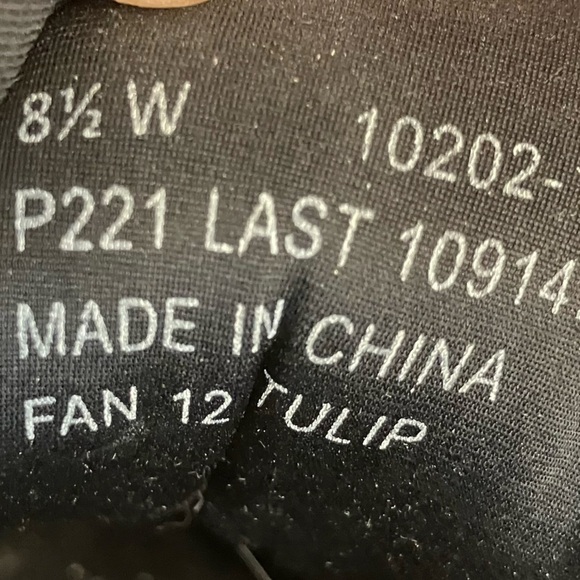 8½ W 10202-
P221 LAST 10914
MADE IN CHINA
FAN 12 TULIP